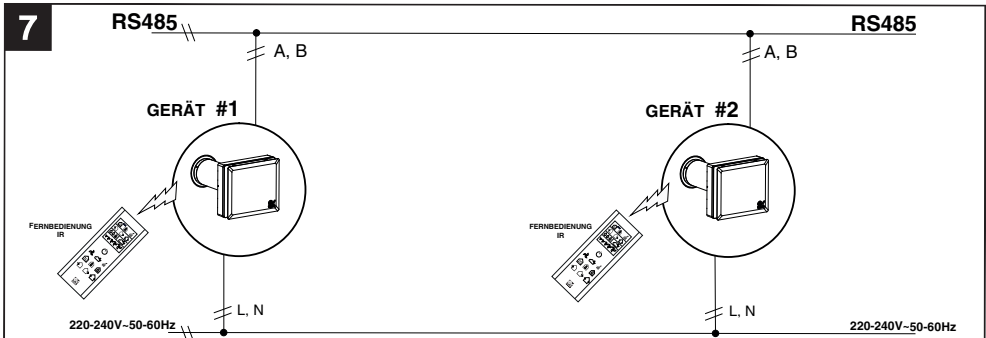 7
RS485
RS485
A, B
A, B
GERÄT #1
GERÄT #2
FERNBEDIENUNG
IR
FERNBEDIENUNG
IR
L, N
L, N
220-240V~50-60Hz
220-240V~50-60Hz